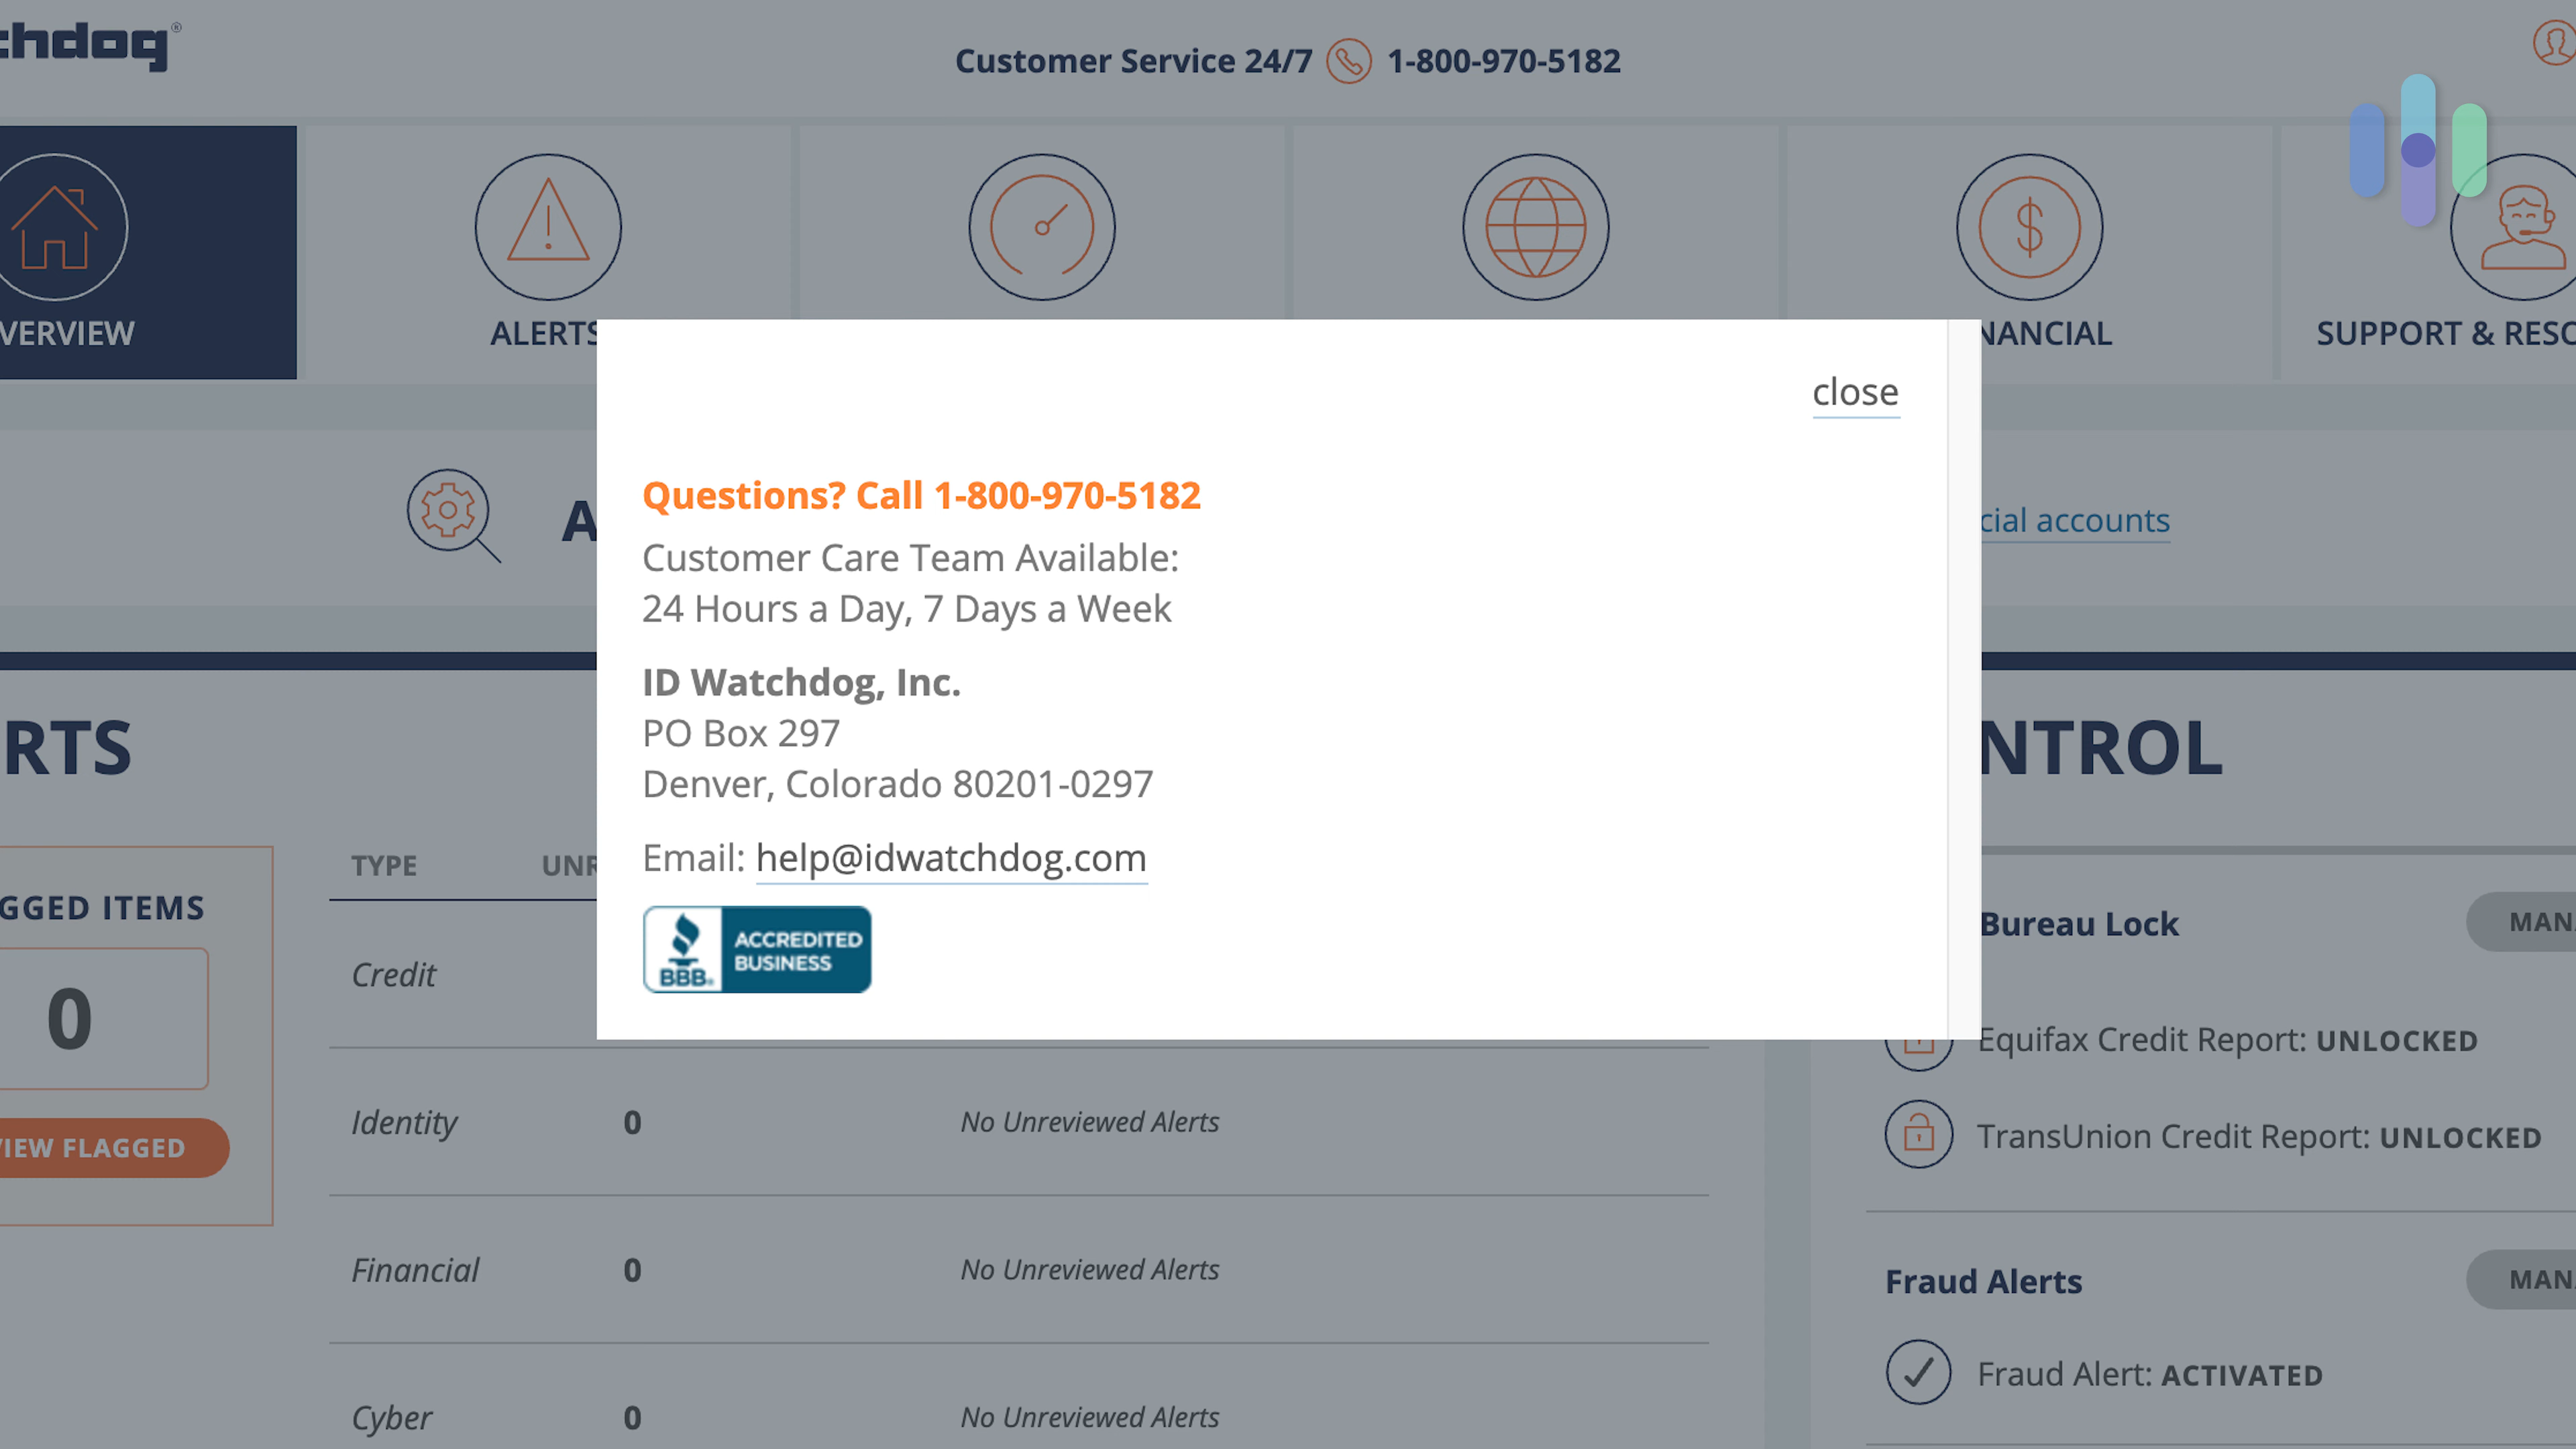 chdog®
Customer Service 24/7 1-800-970-5182
VERVIEW
ALERTS
NANCIAL
SUPPORT & RESO
close
Questions? Call 1-800-970-5182
Customer Care Team Available:
24 Hours a Day, 7 Days a Week
ID Watchdog, Inc.
PO Box 297
Denver, Colorado 80201-0297
Email: help@idwatchdog.com
BBB. ACCREDITED
BUSINESS
A
cial accounts
RTS
GGED ITEMS
0
VIEW FLAGGED
TYPE UNR
Credit
Identity 0 No Unreviewed Alerts
Financial 0 No Unreviewed Alerts
Cyber 0 No Unreviewed Alerts
NTROL
Bureau Lock MAN
Equifax Credit Report: UNLOCKED
TransUnion Credit Report: UNLOCKED
Fraud Alerts MAN
Fraud Alert: ACTIVATED